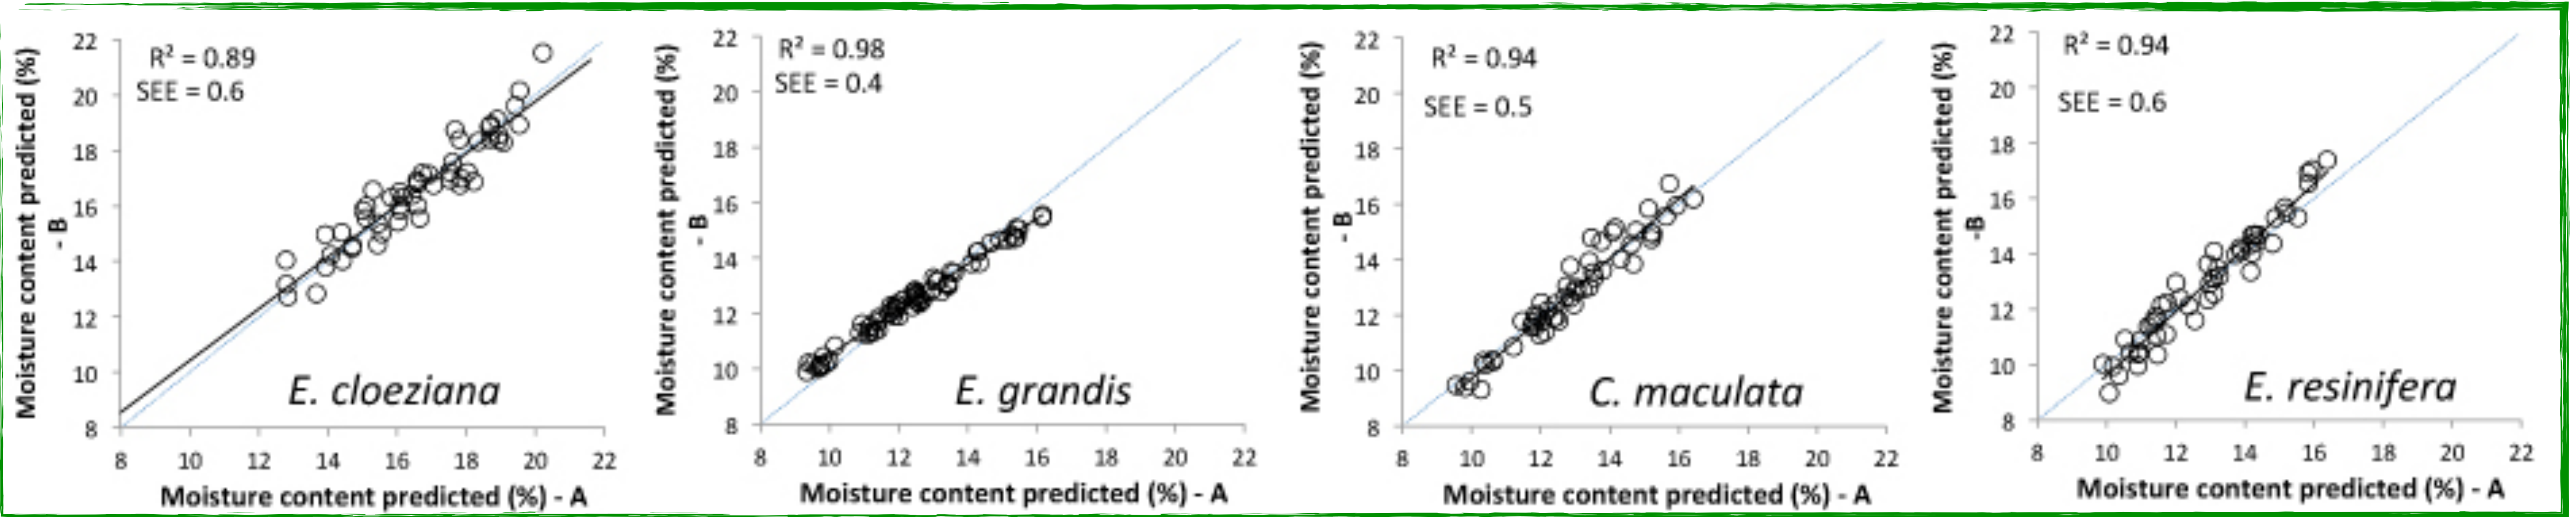 Moisture content predicted (%)
- B
R² = 0.89
SEE = 0.6
22
20
18
16
14
12
10
8
E. cloeziana
8 10 12 14 16 18 20 22
Moisture content predicted (%) - A
Moisture content predicted (%)
- B
R² = 0.98
SEE = 0.4
22
20
18
16
14
12
10
8
E. grandis
8 10 12 14 16 18 20 22
Moisture content predicted (%) - A
Moisture content predicted (%)
- B
R² = 0.94
SEE = 0.5
22
20
18
16
14
12
10
8
C. maculata
8 10 12 14 16 18 20 22
Moisture content predicted (%) - A
Moisture content predicted (%)
-B
R² = 0.94
SEE = 0.6
22
20
18
16
14
12
10
8
E. resinifera
8 10 12 14 16 18 20 22
Moisture content predicted (%) - A